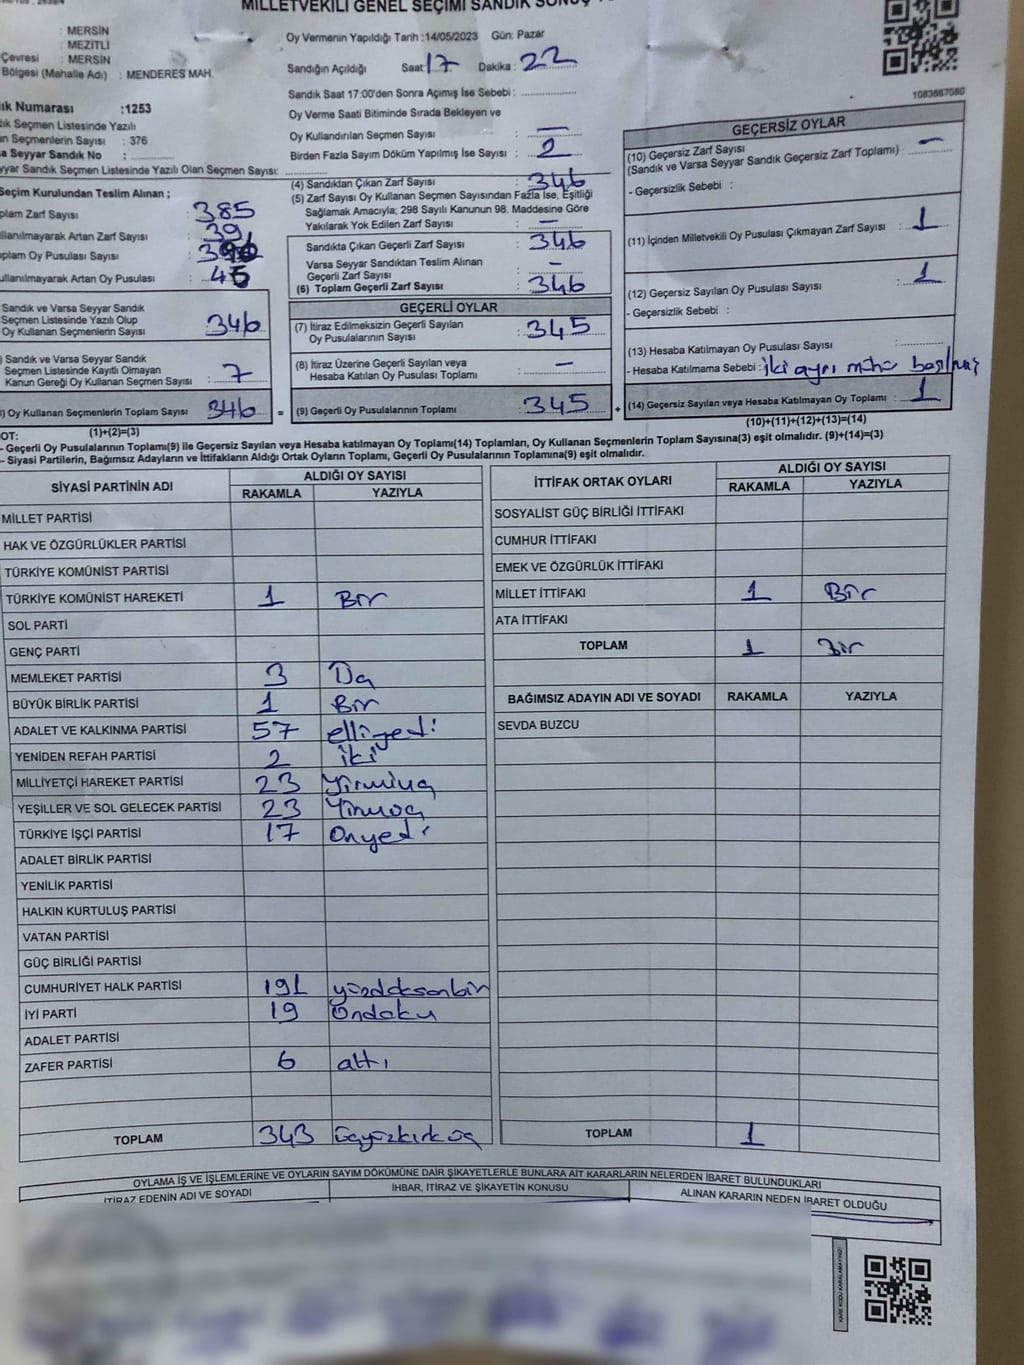 MİLLETVEKİLİ GENEL SEÇİMİ SANDIK
: MERSİN
: MEZİTLİ
Çevresi : MERSİN
Bölgesi (Mahalle Adı) : MENDERES MAH.
Oy Vermenin Yapıldığı Tarih :14/05/2023 Gün: Pazar
Sandığın Açıldığı Saat: 17 Dakika : 22
Sandık Saat 17:00'den Sonra Açımış İse Sebebi :
Oy Verme Saati Bitiminde Sırada Bekleyen ve
Oy Kullandırılan Seçmen Sayısı : –
Birden Fazla Sayım Döküm Yapılmış İse Sayısı : 2
1083667080
ık Numarası :1253
dık Seçmen Listesinde Yazılı
an Seçmenlerin Sayısı : 376
sa Seyyar Sandık No :
yyar Sandık Seçmen Listesinde Yazılı Olan Seçmen Sayısı:
Seçim Kurulundan Teslim Alınan ;
plam Zarf Sayısı : 385
ullanılmayarak Artan Zarf Sayısı : 39
oplam Oy Pusulası Sayısı :
ullanılmayarak Artan Oy Pusulası : 45
Sandık ve Varsa Seyyar Sandık
Seçmen Listesinde Yazılı Olup
Oy Kullanan Seçmenlerin Sayısı : 346
) Sandık ve Varsa Seyyar Sandık
Seçmen Listesinde Kayıtlı Olmayan
Kanun Gereği Oy Kullanan Seçmen Sayısı : 7
) Oy Kullanan Seçmenlerin Toplam Sayısı 346 =
(1)+(2)=(3)
(4) Sandıktan Çıkan Zarf Sayısı : 346
(5) Zarf Sayısı Oy Kullanan Seçmen Sayısından Fazla İse, Eşitliği
Sağlamak Amacıyla; 298 Sayılı Kanunun 98. Maddesine Göre
Yakılarak Yok Edilen Zarf Sayısı : –
Sandıkta Çıkan Geçerli Zarf Sayısı : 346
Varsa Seyyar Sandıktan Teslim Alınan
Geçerli Zarf Sayısı : –
(6) Toplam Geçerli Zarf Sayısı : 346
GEÇERLİ OYLAR
(7) İtiraz Edilmeksizin Geçerli Sayılan
Oy Pusulalarının Sayısı : 345
(8) İtiraz Üzerine Geçerli Sayılan veya
Hesaba Katılan Oy Pusulası Toplamı : –
(9) Geçerli Oy Pusulalarının Toplamı : 345 +
GEÇERSİZ OYLAR
(10) Geçersiz Zarf Sayısı
(Sandık ve Varsa Seyyar Sandık Geçersiz Zarf Toplamı) : –
- Geçersizlik Sebebi :
(11) İçinden Milletvekili Oy Pusulası Çıkmayan Zarf Sayısı : 1
(12) Geçersiz Sayılan Oy Pusulası Sayısı : 1
- Geçersizlik Sebebi :
(13) Hesaba Katılmayan Oy Pusulası Sayısı :
- Hesaba Katılmama Sebebi : iki ayrı mühür basılmış
(14) Geçersiz Sayılan veya Hesaba Katılmayan Oy Toplamı : 1
(10)+(11)+(12)+(13)=(14)
OT:
- Geçerli Oy Pusulalarının Toplamı(9) ile Geçersiz Sayılan veya Hesaba katılmayan Oy Toplamı(14) Toplamları, Oy Kullanan Seçmenlerin Toplam Sayısına(3) eşit olmalıdır. (9)+(14)=(3)
- Siyasi Partilerin, Bağımsız Adayların ve İttifakların Aldığı Ortak Oyların Toplamı, Geçerli Oy Pusulalarının Toplamına(9) eşit olmalıdır.
SİYASİ PARTİNİN ADI ALDIĞI OY SAYISI
RAKAMLA YAZIYLA
MİLLET PARTİSİ
HAK VE ÖZGÜRLÜKLER PARTİSİ
TÜRKİYE KOMÜNİST PARTİSİ
TÜRKİYE KOMÜNİST HAREKETİ 1 Bir
SOL PARTİ
GENÇ PARTİ
MEMLEKET PARTİSİ 3
BÜYÜK BİRLİK PARTİSİ 1 Bir
ADALET VE KALKINMA PARTİSİ 57 elliyedi
YENİDEN REFAH PARTİSİ 2 iki
MİLLİYETÇİ HAREKET PARTİSİ 23 Yirmiüç
YEŞİLLER VE SOL GELECEK PARTİSİ 23
TÜRKİYE İŞÇİ PARTİSİ 17 Onyedi
ADALET BİRLİK PARTİSİ
YENİLİK PARTİSİ
HALKIN KURTULUŞ PARTİSİ
VATAN PARTİSİ
GÜÇ BİRLİĞİ PARTİSİ
CUMHURİYET HALK PARTİSİ 191 yüzdoksanbir
İYİ PARTİ 19 Ondokuz
ADALET PARTİSİ
ZAFER PARTİSİ 6 altı
TOPLAM 343 üçyüzkırküç
İTTİFAK ORTAK OYLARI ALDIĞI OY SAYISI
RAKAMLA YAZIYLA
SOSYALİST GÜÇ BİRLİĞİ İTTİFAKI
CUMHUR İTTİFAKI
EMEK VE ÖZGÜRLÜK İTTİFAKI
MİLLET İTTİFAKI 1 Bir
ATA İTTİFAKI
TOPLAM 1 Bir
BAĞIMSIZ ADAYIN ADI VE SOYADI RAKAMLA YAZIYLA
SEVDA BUZCU
TOPLAM 1
OYLAMA İŞ VE İŞLEMLERİNE VE OYLARIN SAYIM DÖKÜMÜNE DAİR ŞİKAYETLERLE BUNLARA AİT KARARLARIN NELERDEN İBARET BULUNDUKLARI
İTİRAZ EDENİN ADI VE SOYADI
İHBAR, İTİRAZ VE ŞİKAYETİN KONUSU
ALINAN KARARIN NEDEN İBARET OLDUĞU
KARE KODU KARALAMAYINIZ!